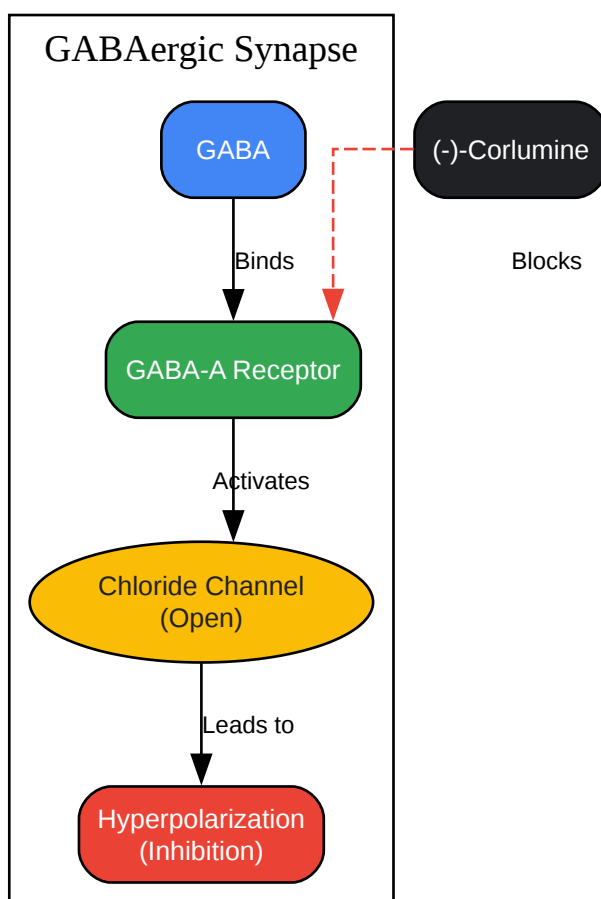 GABAergic Synapse
GABA
(-)-Corlumine
Binds
Blocks
GABA-A Receptor
Activates
Chloride Channel
(Open)
Leads to
Hyperpolarization
(Inhibition)